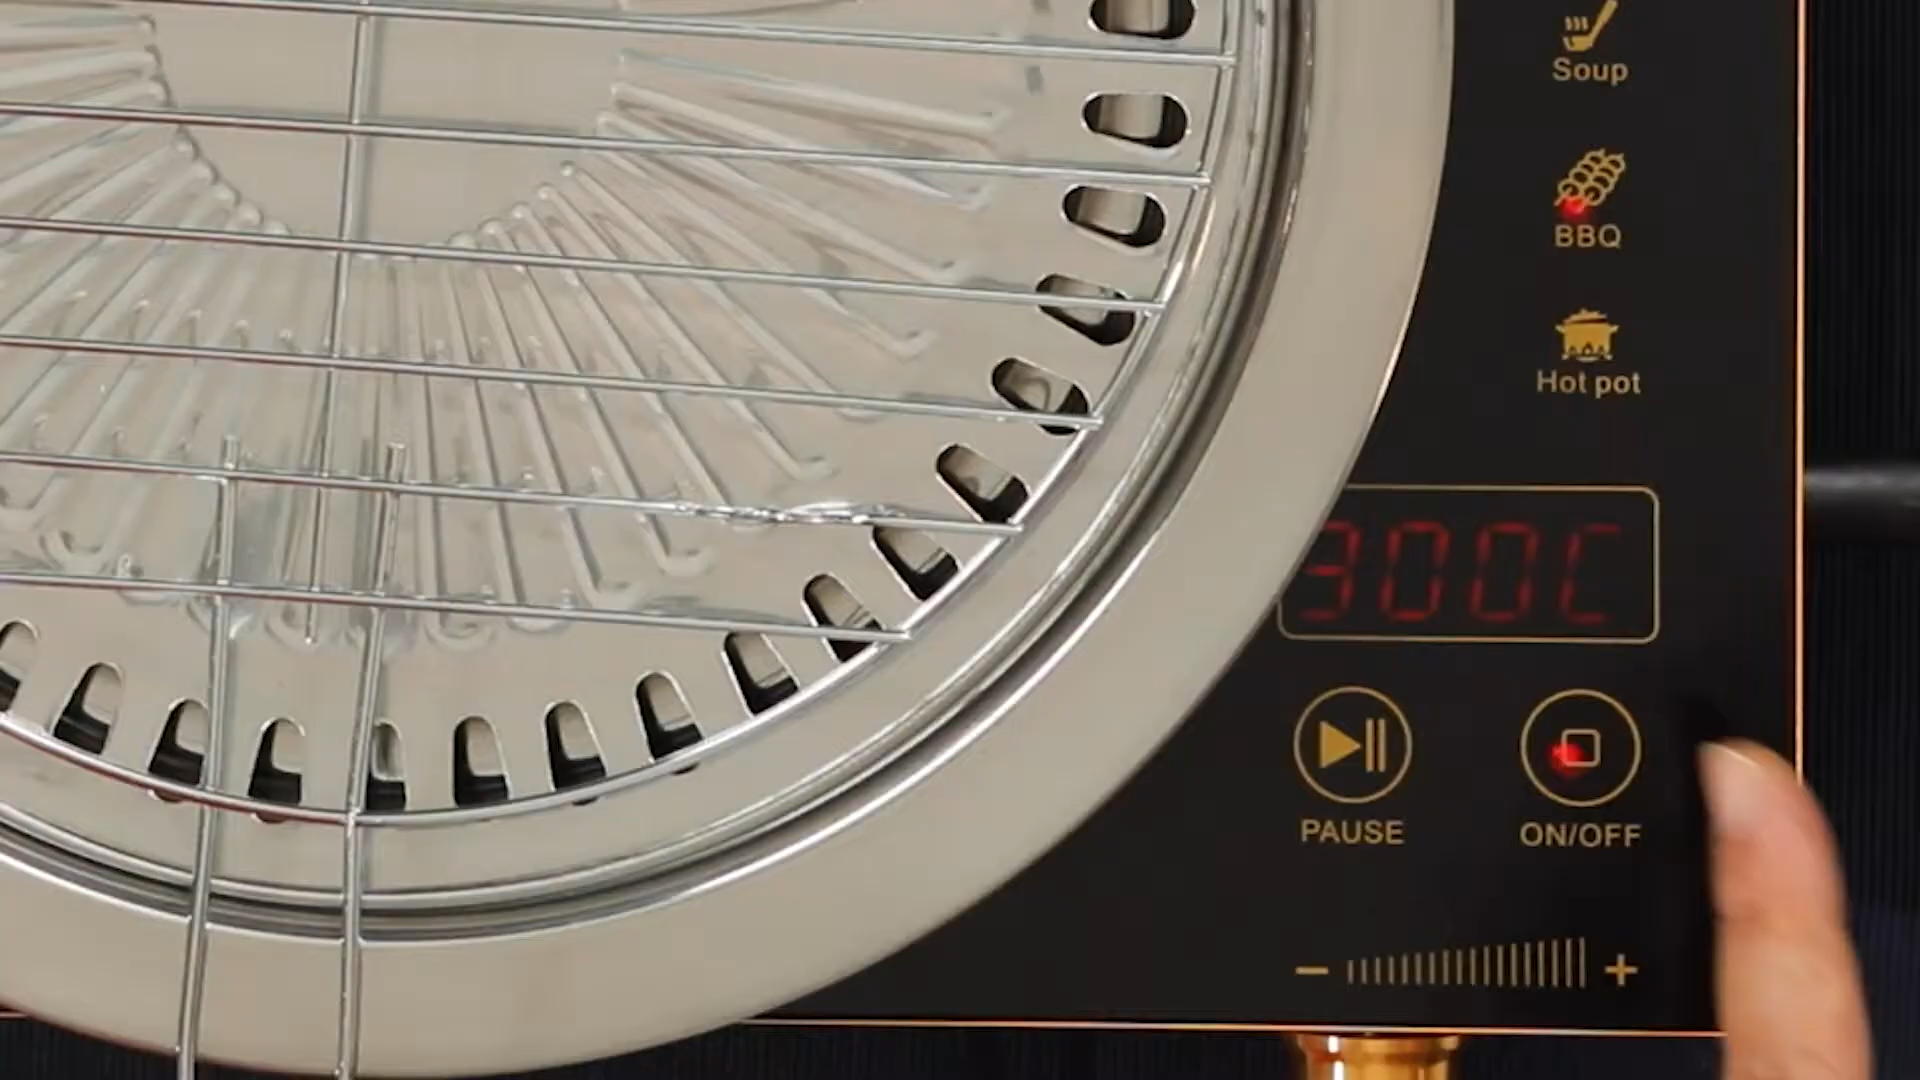 Soup
BBQ
Hot pot
300C
PAUSE
ON/OFF
− +